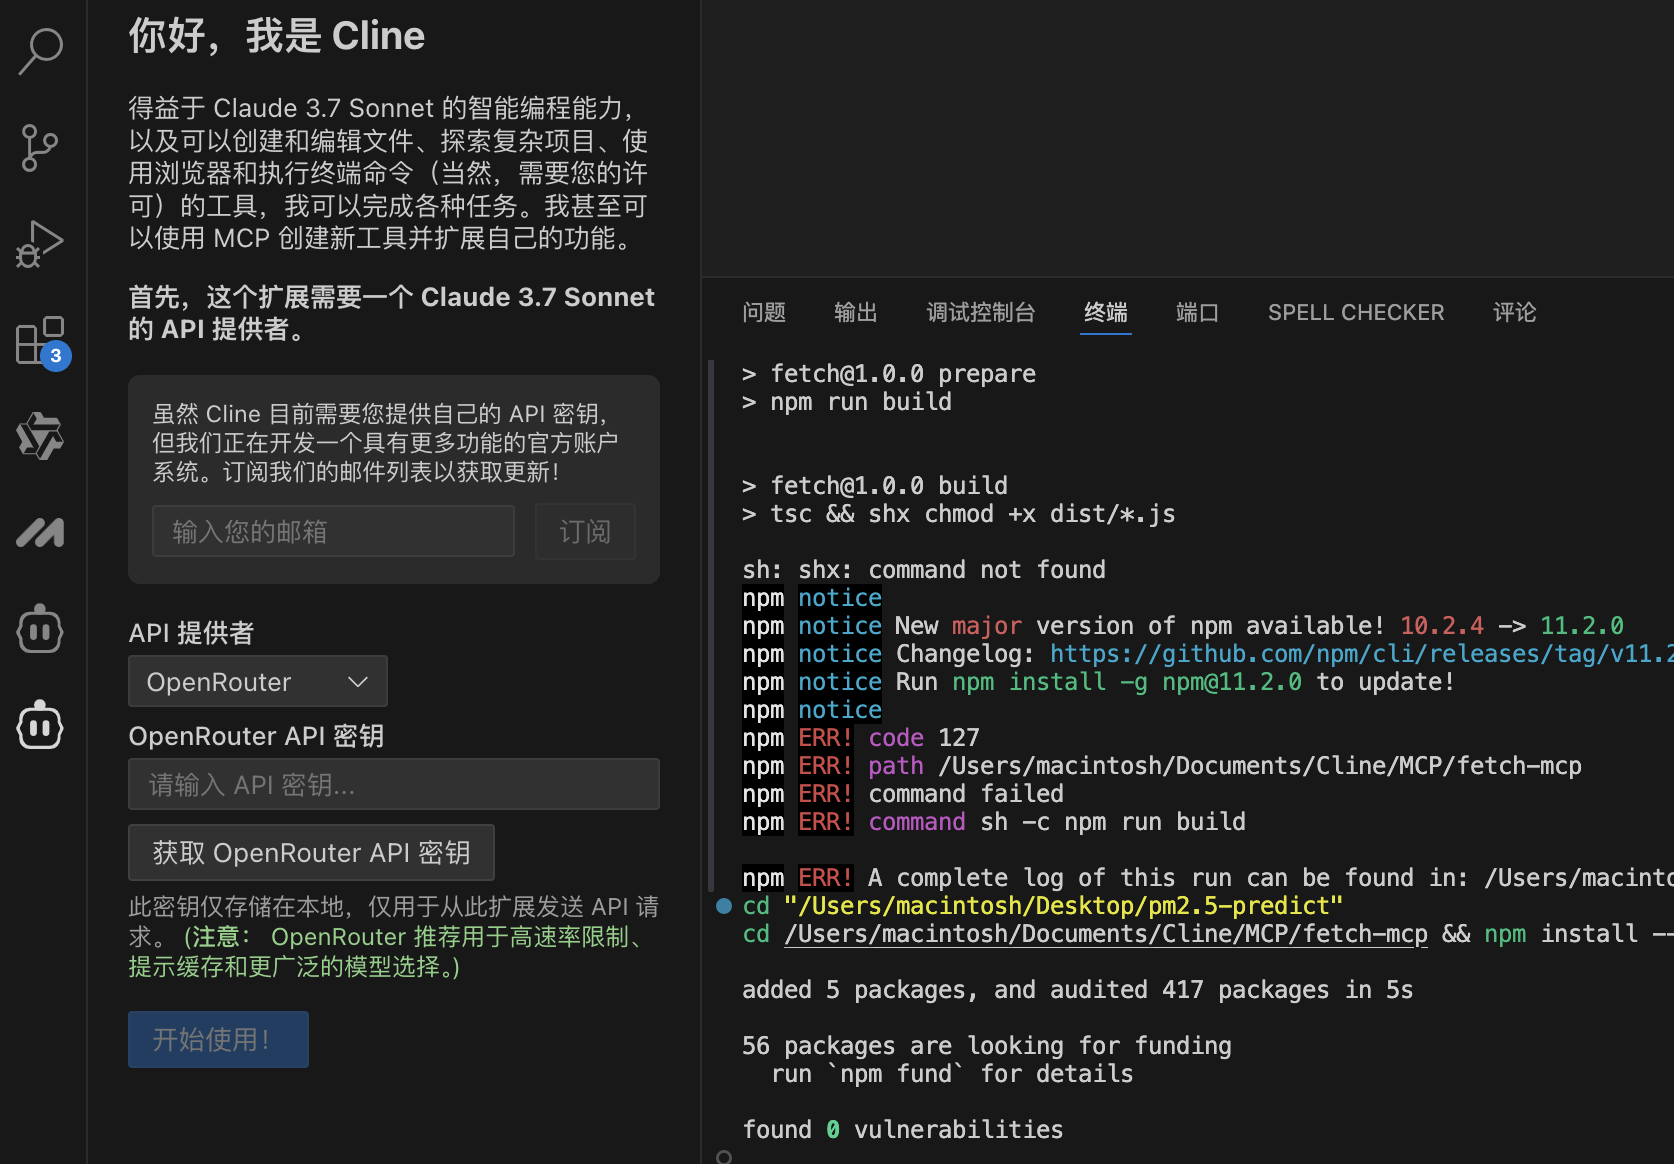 你好，我是 Cline
得益于 Claude 3.7 Sonnet 的智能编程能力，
以及可以创建和编辑文件、探索复杂项目、使
用浏览器和执行终端命令（当然，需要您的许
可）的工具，我可以完成各种任务。我甚至可
以使用 MCP 创建新工具并扩展自己的功能。
首先，这个扩展需要一个 Claude 3.7 Sonnet
的 API 提供者。
虽然 Cline 目前需要您提供自己的 API 密钥，
但我们正在开发一个具有更多功能的官方账户
系统。订阅我们的邮件列表以获取更新！
输入您的邮箱
订阅
API 提供者
OpenRouter
OpenRouter API 密钥
请输入 API 密钥...
获取 OpenRouter API 密钥
此密钥仅存储在本地，仅用于从此扩展发送 API 请
求。 (注意： OpenRouter 推荐用于高速率限制、
提示缓存和更广泛的模型选择。)
开始使用！
3
问题 输出 调试控制台 终端 端口 SPELL CHECKER 评论
> fetch@1.0.0 prepare
> npm run build
> fetch@1.0.0 build
> tsc && shx chmod +x dist/*.js
sh: shx: command not found
npm notice
npm notice New major version of npm available! 10.2.4 -> 11.2.0
npm notice Changelog: https://github.com/npm/cli/releases/tag/v11.2
npm notice Run npm install -g npm@11.2.0 to update!
npm notice
npm ERR! code 127
npm ERR! path /Users/macintosh/Documents/Cline/MCP/fetch-mcp
npm ERR! command failed
npm ERR! command sh -c npm run build
npm ERR! A complete log of this run can be found in: /Users/macinto
cd "/Users/macintosh/Desktop/pm2.5-predict"
cd /Users/macintosh/Documents/Cline/MCP/fetch-mcp && npm install --
added 5 packages, and audited 417 packages in 5s
56 packages are looking for funding
run `npm fund` for details
found 0 vulnerabilities